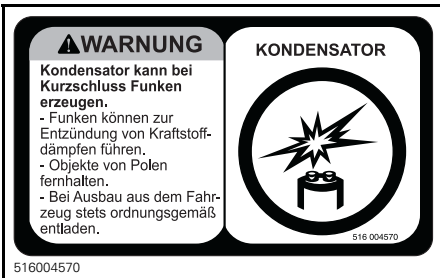 ⚠WARNUNG
Kondensator kann bei
Kurzschluss Funken
erzeugen.
- Funken können zur
Entzündung von Kraftstoff-
dämpfen führen.
- Objekte von Polen
fernhalten.
- Bei Ausbau aus dem Fahr-
zeug stets ordnungsgemäß
entladen.
KONDENSATOR
516 004570
516004570